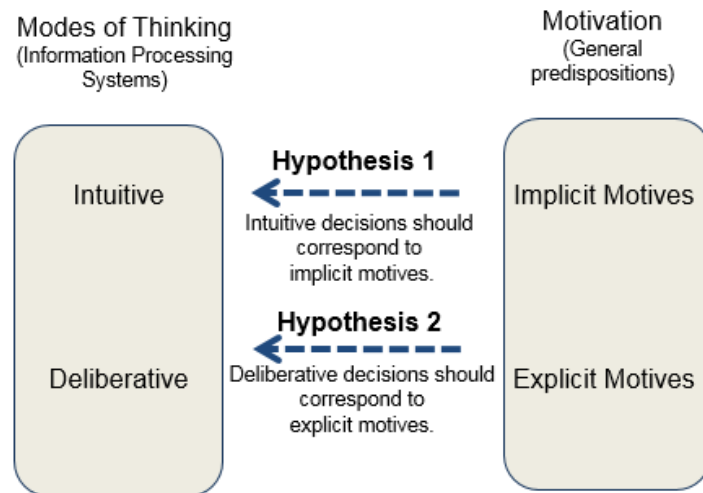 Modes of Thinking
(Information Processing
Systems)
Motivation
(General
predispositions)
Intuitive
Hypothesis 1
Intuitive decisions should
correspond to
implicit motives.
Implicit Motives
Deliberative
Hypothesis 2
Deliberative decisions should
correspond to
explicit motives.
Explicit Motives